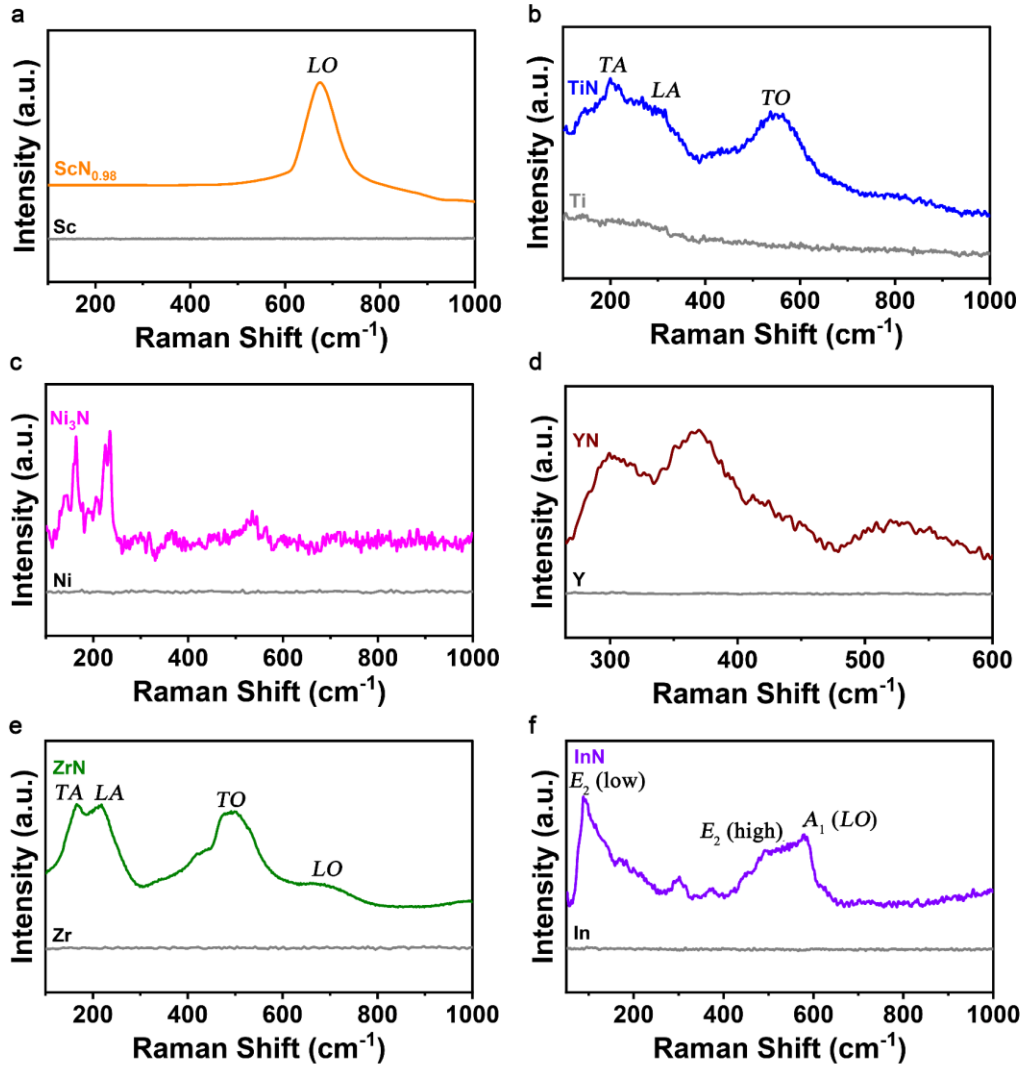 a
Intensity (a.u.)
LO
ScN0.98
Sc
200 400 600 800 1000
Raman Shift (cm-1)
b
Intensity (a.u.)
TiN
TA
LA
TO
Ti
200 400 600 800 1000
Raman Shift (cm-1)
c
Intensity (a.u.)
Ni3N
Ni
200 400 600 800 1000
Raman Shift (cm-1)
d
Intensity (a.u.)
YN
Y
300 400 500 600
Raman Shift (cm-1)
e
Intensity (a.u.)
ZrN
TA LA TO
LO
Zr
200 400 600 800 1000
Raman Shift (cm-1)
f
Intensity (a.u.)
InN
E2 (low)
E2 (high)
A1 (LO)
In
200 400 600 800 1000
Raman Shift (cm-1)